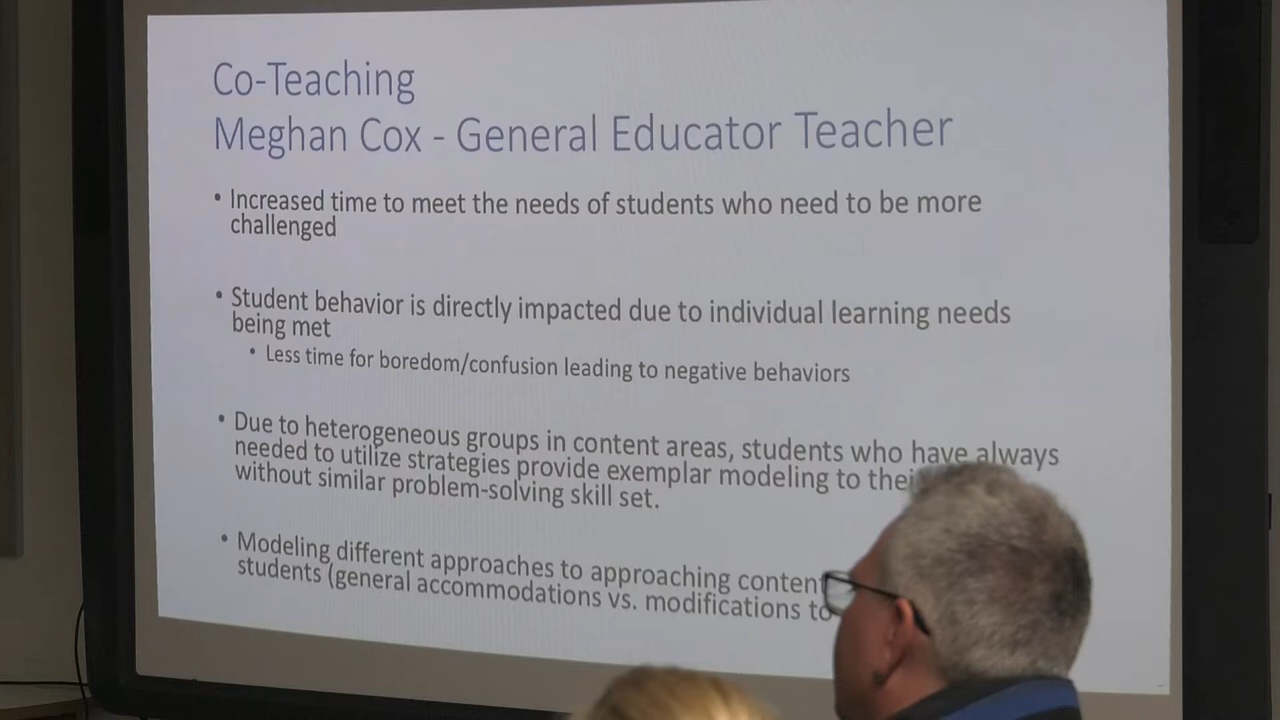 Co-Teaching
Meghan Cox - General Educator Teacher
• Increased time to meet the needs of students who need to be more
challenged
• Student behavior is directly impacted due to individual learning needs
being met
• Less time for boredom/confusion leading to negative behaviors
• Due to heterogeneous groups in content areas, students who have always
needed to utilize strategies provide exemplar modeling to
without similar problem-solving skill set.
• Modeling different approaches to approaching content
students (general accommodations vs. modifications to